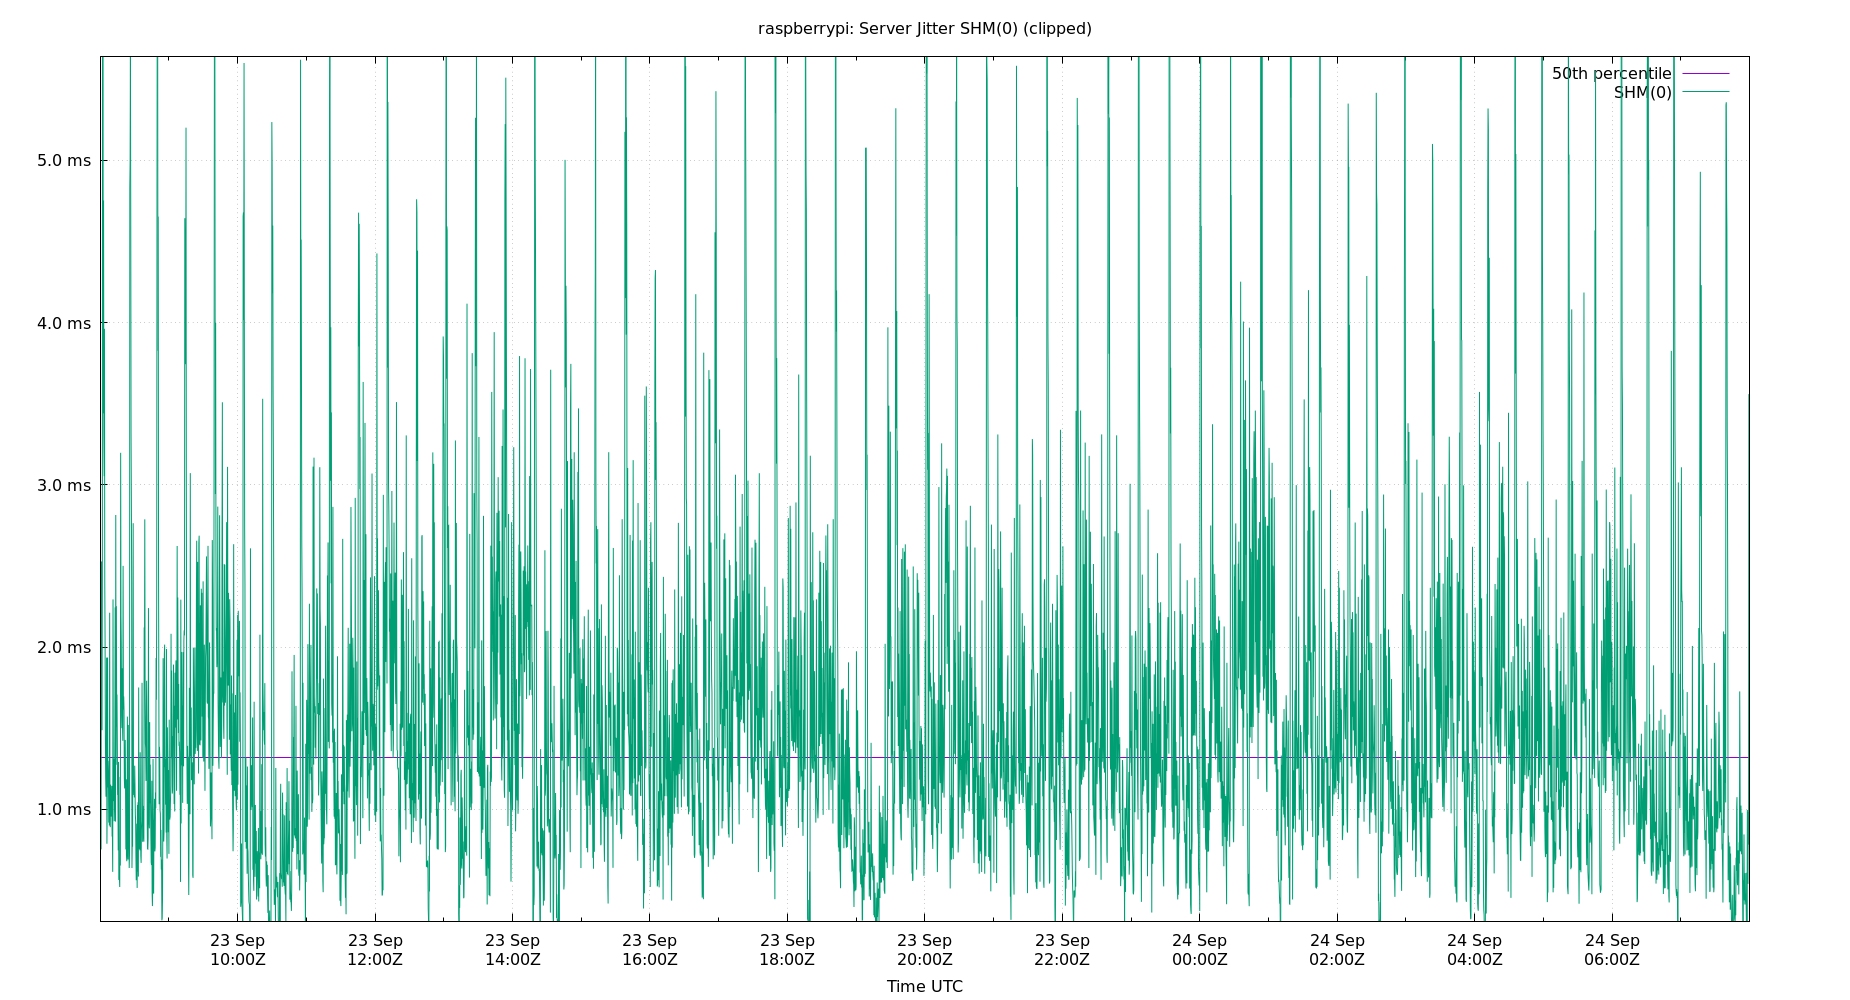 raspberrypi: Server Jitter SHM(0) (clipped)
50th percentile
SHM(0)
5.0 ms
4.0 ms
3.0 ms
2.0 ms
1.0 ms
23 Sep 23 Sep 23 Sep 23 Sep 23 Sep 23 Sep 23 Sep 24 Sep 24 Sep 24 Sep 24 Sep
10:00Z 12:00Z 14:00Z 16:00Z 18:00Z 20:00Z 22:00Z 00:00Z 02:00Z 04:00Z 06:00Z
Time UTC